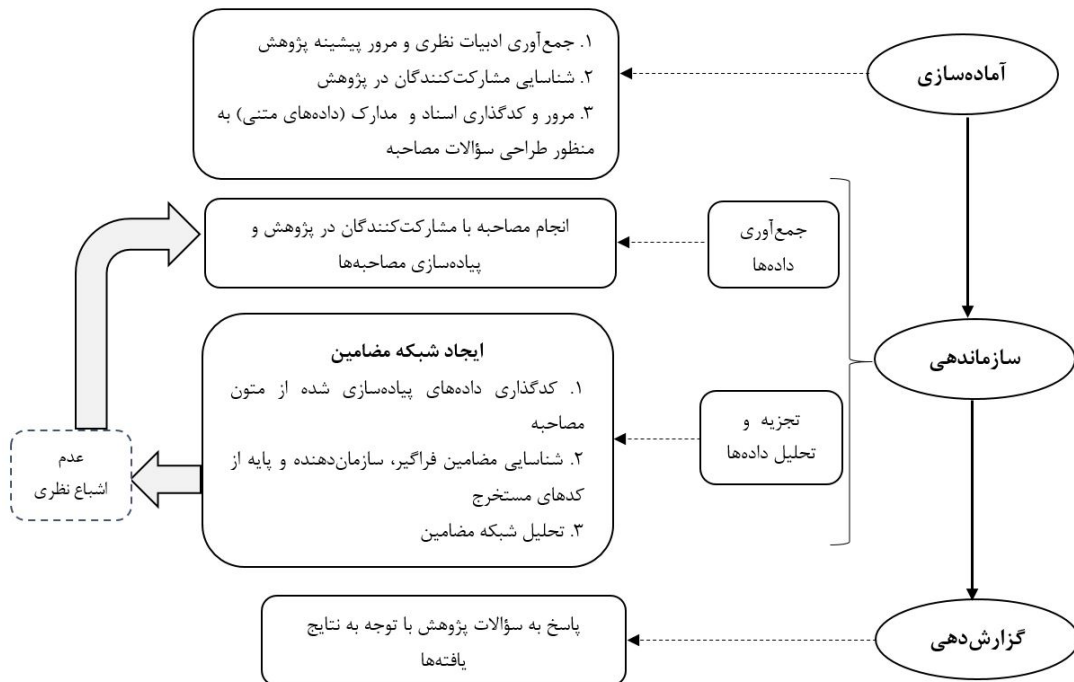 آماده‌سازی
۱. جمع‌آوری ادبیات نظری و مرور پیشینه پژوهش
۲. شناسایی مشارکت‌کنندگان در پژوهش
۳. مرور و کدگذاری اسناد و مدارک (داده‌های متنی) به
منظور طراحی سؤالات مصاحبه
سازماندهی
جمع‌آوری
داده‌ها
انجام مصاحبه با مشارکت‌کنندگان در پژوهش و
پیاده‌سازی مصاحبه‌ها
تجزیه و
تحلیل داده‌ها
ایجاد شبکه مضامین
۱. کدگذاری داده‌های پیاده‌سازی شده از متون
مصاحبه
۲. شناسایی مضامین فراگیر، سازمان‌دهنده و پایه از
کدهای مستخرج
۳. تحلیل شبکه مضامین
عدم
اشباع نظری
گزارش‌دهی
پاسخ به سؤالات پژوهش با توجه به نتایج
یافته‌ها